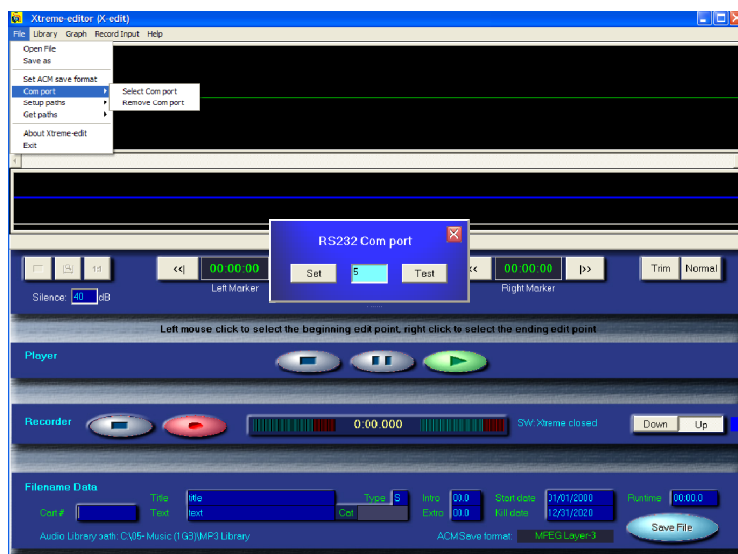 Xtreme-editor (X-edit)
File Library Graph Record Input Help
Open File
Save as
Set ACM save format
Com port
Select Com port
Setup paths
Remove Com port
Get paths
About Xtreme-edit
Exit
RS232 Com port
Set 5 Test
<<| 00:00:00
00:00:00 |>>
Trim Normal
Left Marker
Right Marker
Silence: 40 dB
Left mouse click to select the beginning edit point, right click to select the ending edit point
Player
Recorder
0:00.000
SW: Xtreme closed
Down Up
Filename Data
Title title Type S Intro 00.0 Start date 01/01/2000 Runtime 00:00.0
Cart # Text text Cat Extro 00.0 Kill date 12/31/2020
Save File
Audio Library path: C:\05- Music (1 GB)\MP3 Library
ACM Save format: MPEG Layer-3